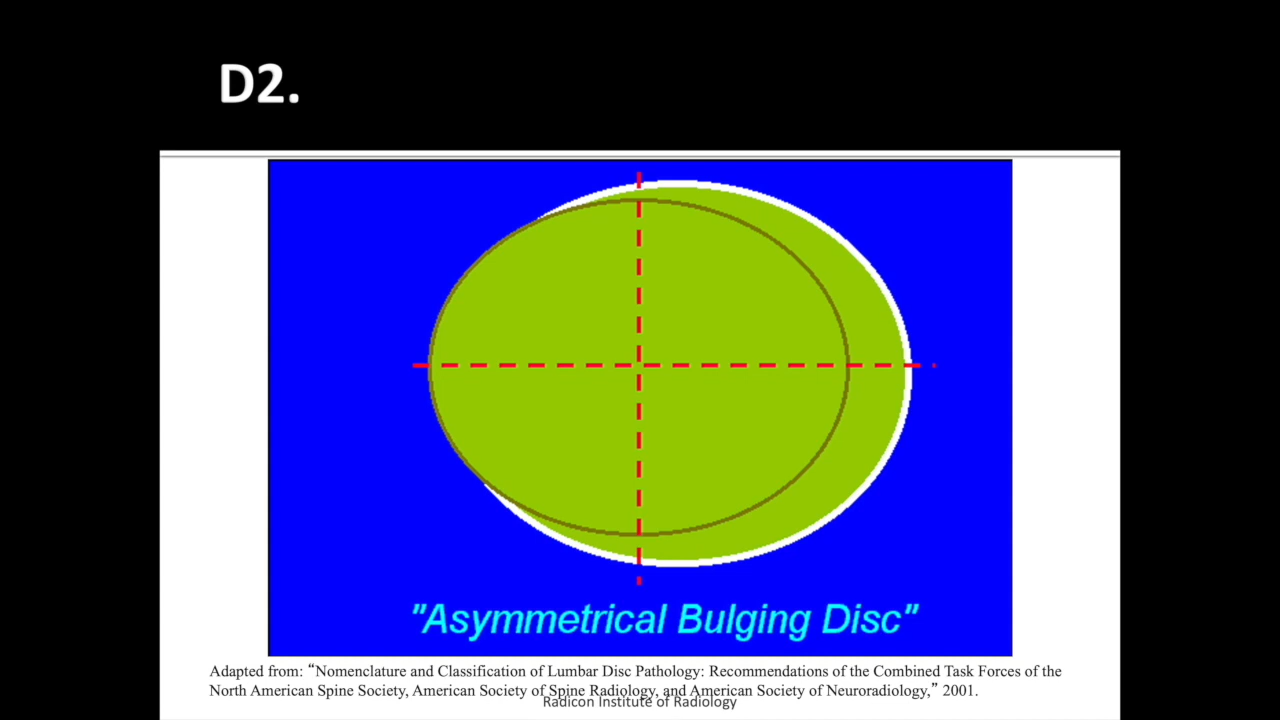 D2.
"Asymmetrical Bulging Disc"
Adapted from: “Nomenclature and Classification of Lumbar Disc Pathology: Recommendations of the Combined Task Forces of the
North American Spine Society, American Society of Spine Radiology, and American Society of Neuroradiology,” 2001.
Radicon Institute of Radiology